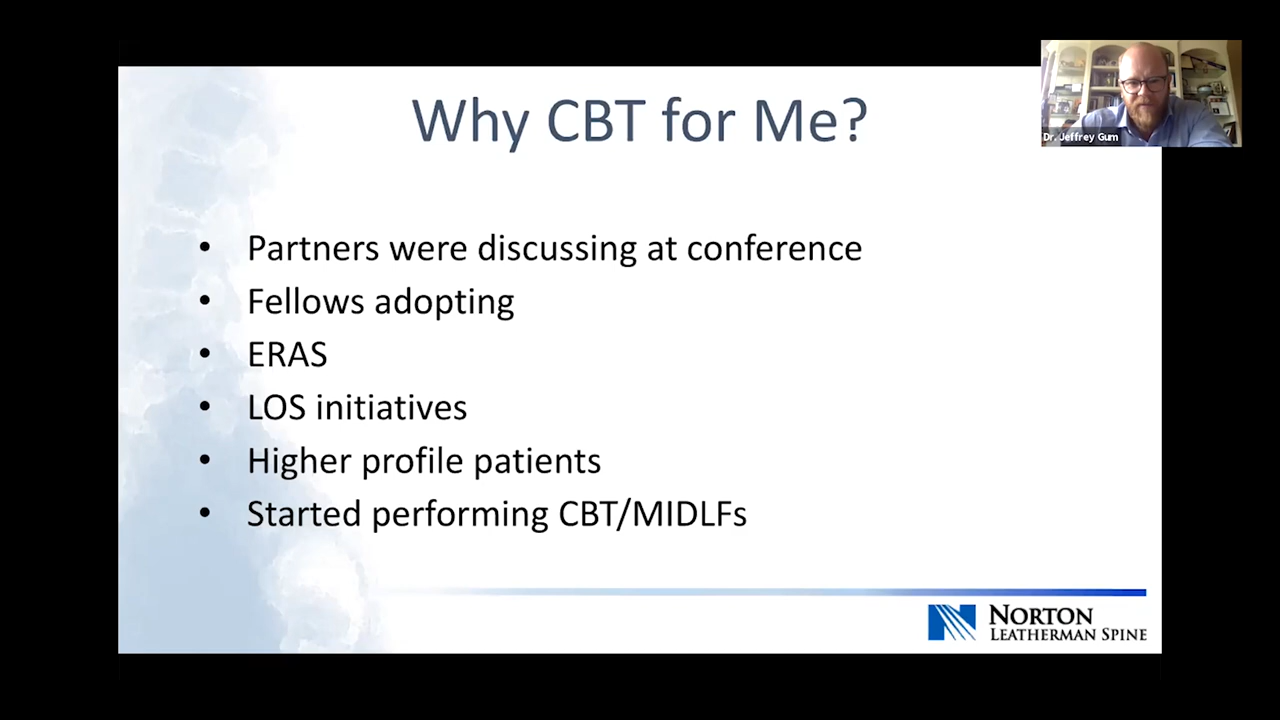 Why CBT for Me?
Dr. Jeffrey Gum
• Partners were discussing at conference
• Fellows adopting
• ERAS
• LOS initiatives
• Higher profile patients
• Started performing CBT/MIDLFs
NORTON
LEATHERMAN SPINE